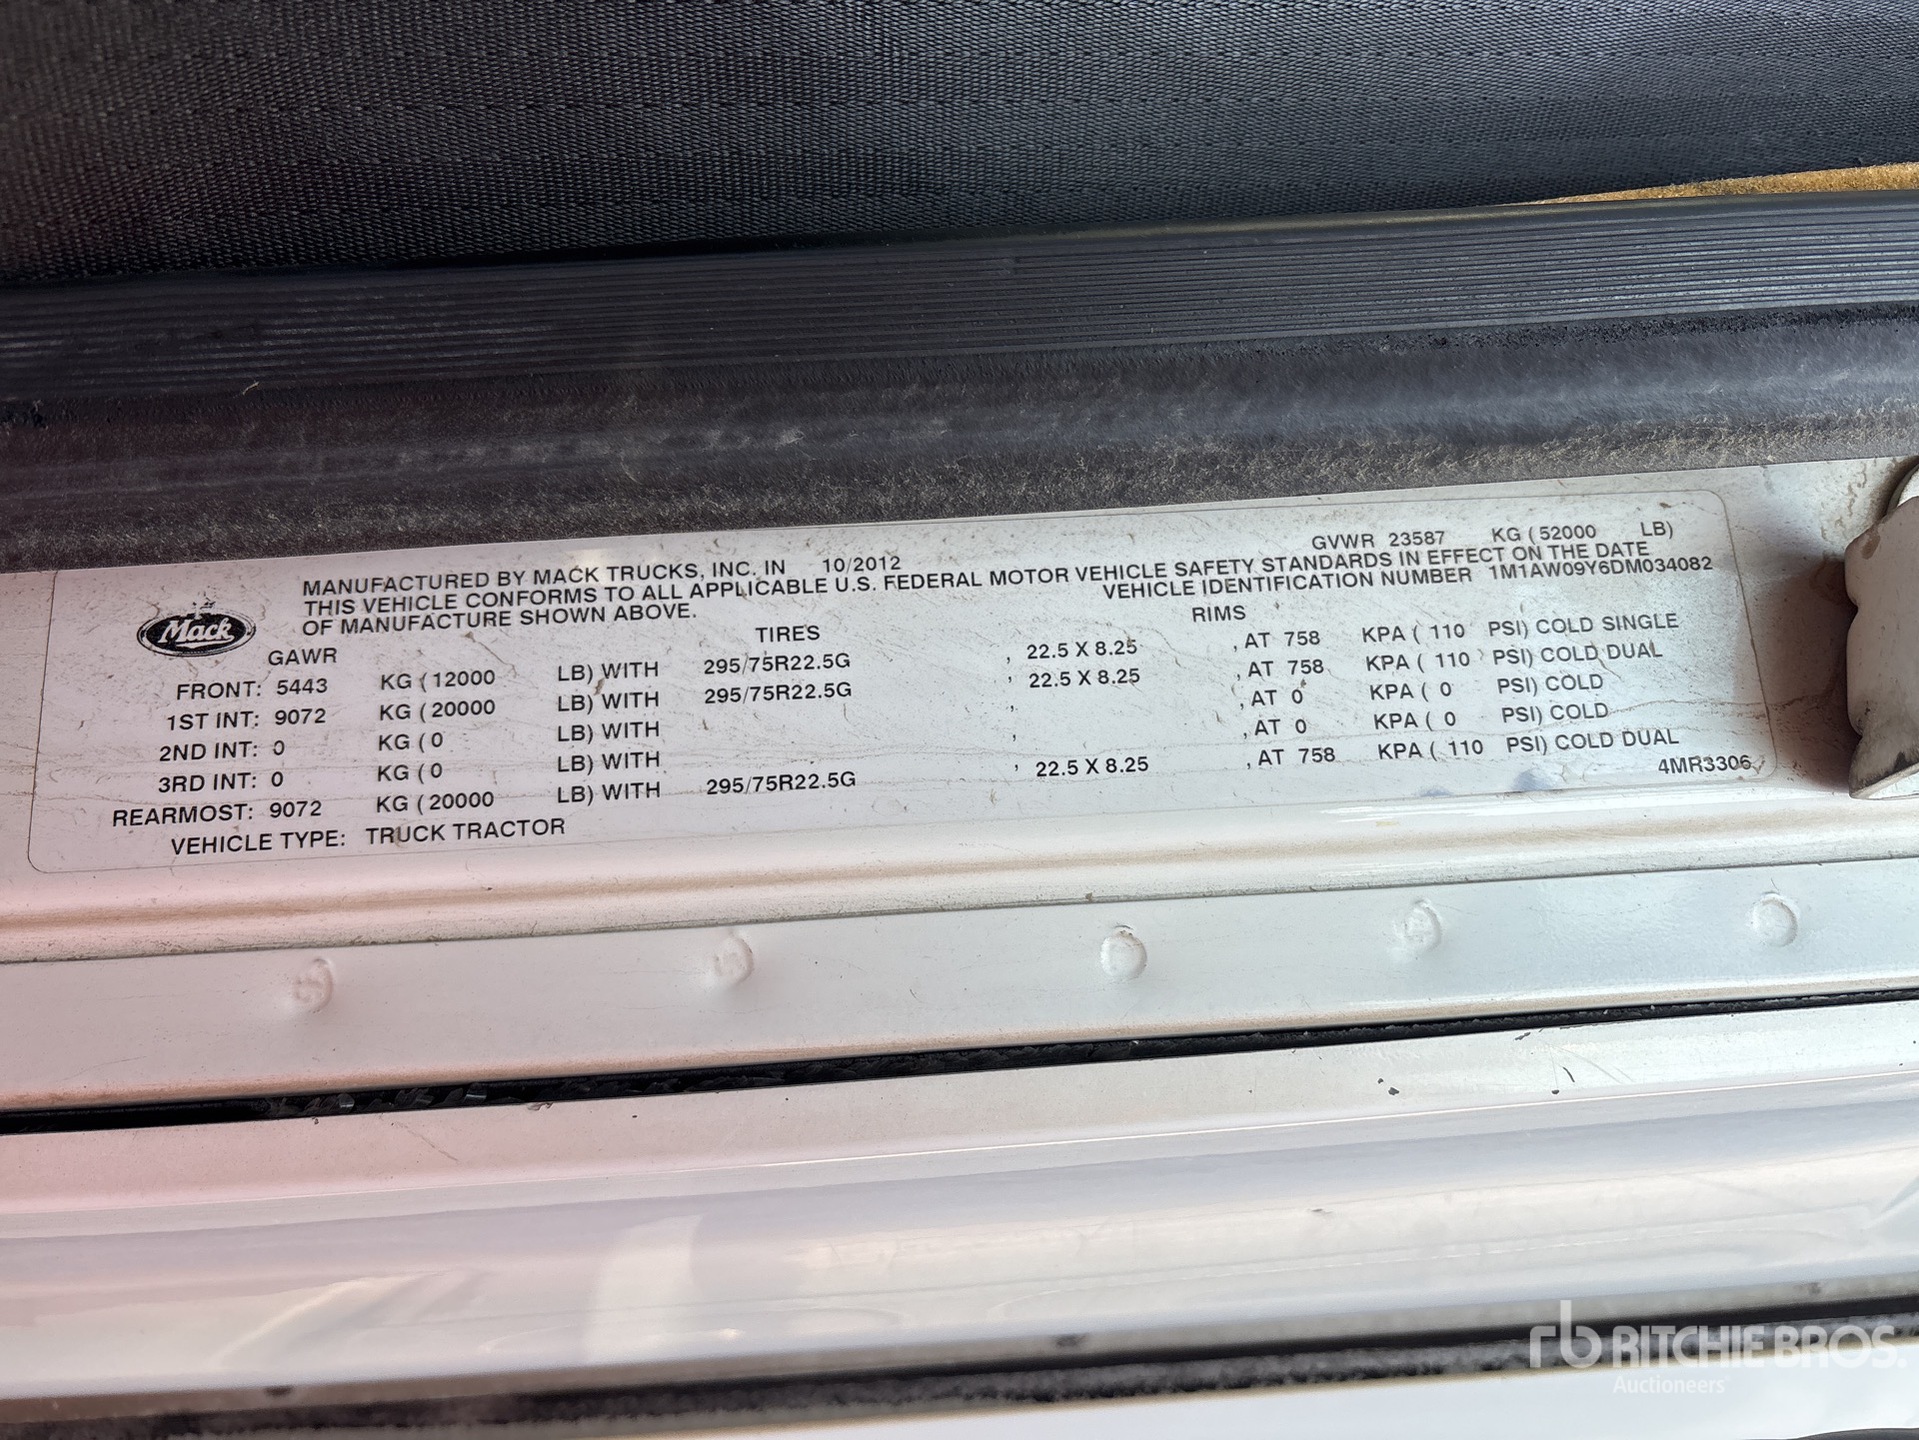 Mack
MANUFACTURED BY MACK TRUCKS, INC. IN 10/2012 GVWR 23587 KG ( 52000 LB)
THIS VEHICLE CONFORMS TO ALL APPLICABLE U.S. FEDERAL MOTOR VEHICLE SAFETY STANDARDS IN EFFECT ON THE DATE
OF MANUFACTURE SHOWN ABOVE. VEHICLE IDENTIFICATION NUMBER 1M1AW09Y6DM034082
GAWR TIRES RIMS
FRONT: 5443 KG ( 12000 LB) WITH 295/75R22.5G , 22.5 X 8.25 , AT 758 KPA ( 110 PSI) COLD SINGLE
1ST INT: 9072 KG ( 20000 LB) WITH 295/75R22.5G , 22.5 X 8.25 , AT 758 KPA ( 110 PSI) COLD DUAL
2ND INT: 0 KG ( 0 LB) WITH , , AT 0 KPA ( 0 PSI) COLD
3RD INT: 0 KG ( 0 LB) WITH , , AT 0 KPA ( 0 PSI) COLD
REARMOST: 9072 KG ( 20000 LB) WITH 295/75R22.5G , 22.5 X 8.25 , AT 758 KPA ( 110 PSI) COLD DUAL
VEHICLE TYPE: TRUCK TRACTOR 4MR3306
rb RITCHIE BROS.
Auctioneers